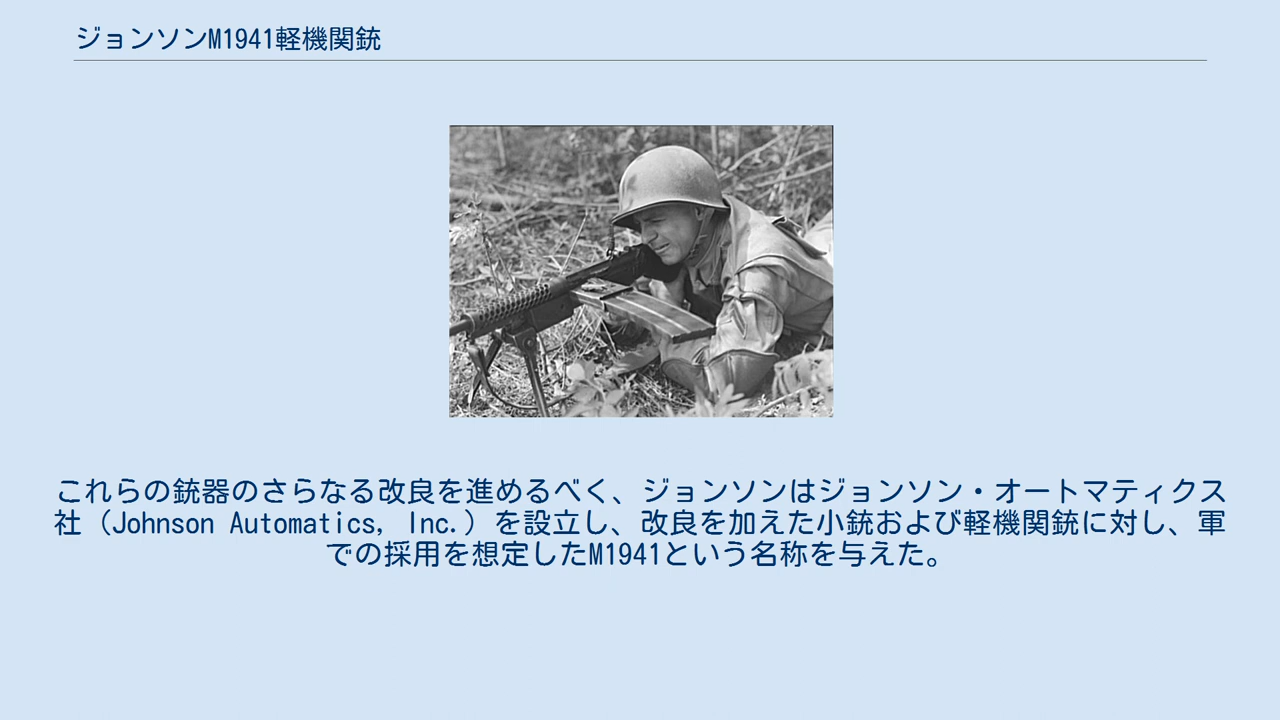 ジョンソンM1941軽機関銃
これらの銃器のさらなる改良を進めるべく、ジョンソンはジョンソン・オートマティクス
社（Johnson Automatics, Inc.）を設立し、改良を加えた小銃および軽機関銃に対し、軍
での採用を想定したM1941という名称を与えた。